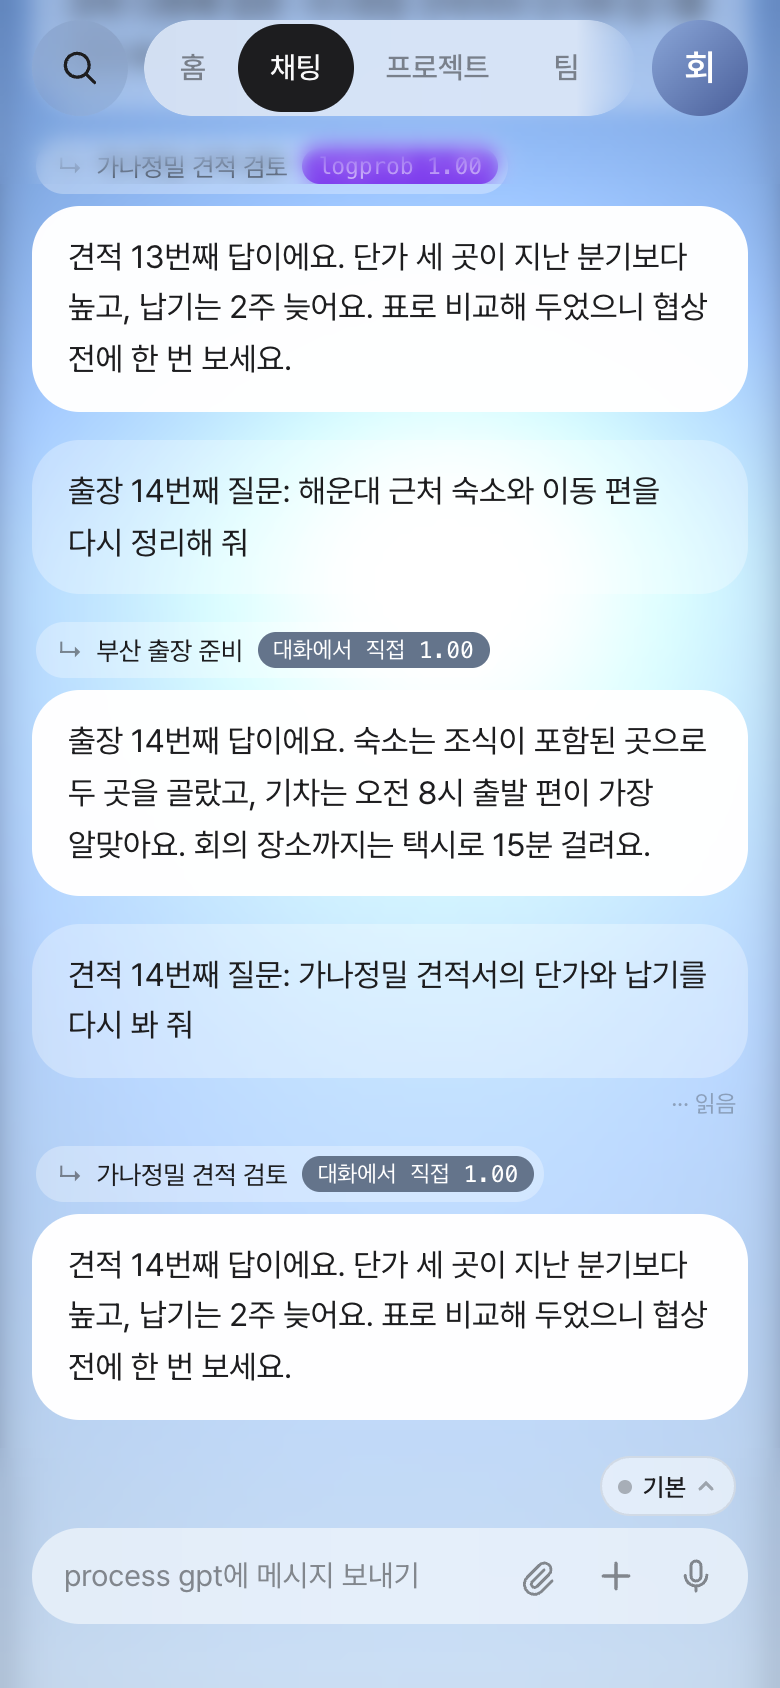 홈 채팅 프로젝트 팀 회
가나정밀 견적 검토 logprob 1.00
견적 13번째 답이에요. 단가 세 곳이 지난 분기보다
높고, 납기는 2주 늦어요. 표로 비교해 두었으니 협상
전에 한 번 보세요.
출장 14번째 질문: 해운대 근처 숙소와 이동 편을
다시 정리해 줘
부산 출장 준비 대화에서 직접 1.00
출장 14번째 답이에요. 숙소는 조식이 포함된 곳으로
두 곳을 골랐고, 기차는 오전 8시 출발 편이 가장
알맞아요. 회의 장소까지는 택시로 15분 걸려요.
견적 14번째 질문: 가나정밀 견적서의 단가와 납기를
다시 봐 줘
··· 읽음
가나정밀 견적 검토 대화에서 직접 1.00
견적 14번째 답이에요. 단가 세 곳이 지난 분기보다
높고, 납기는 2주 늦어요. 표로 비교해 두었으니 협상
전에 한 번 보세요.
기본
process gpt에 메시지 보내기